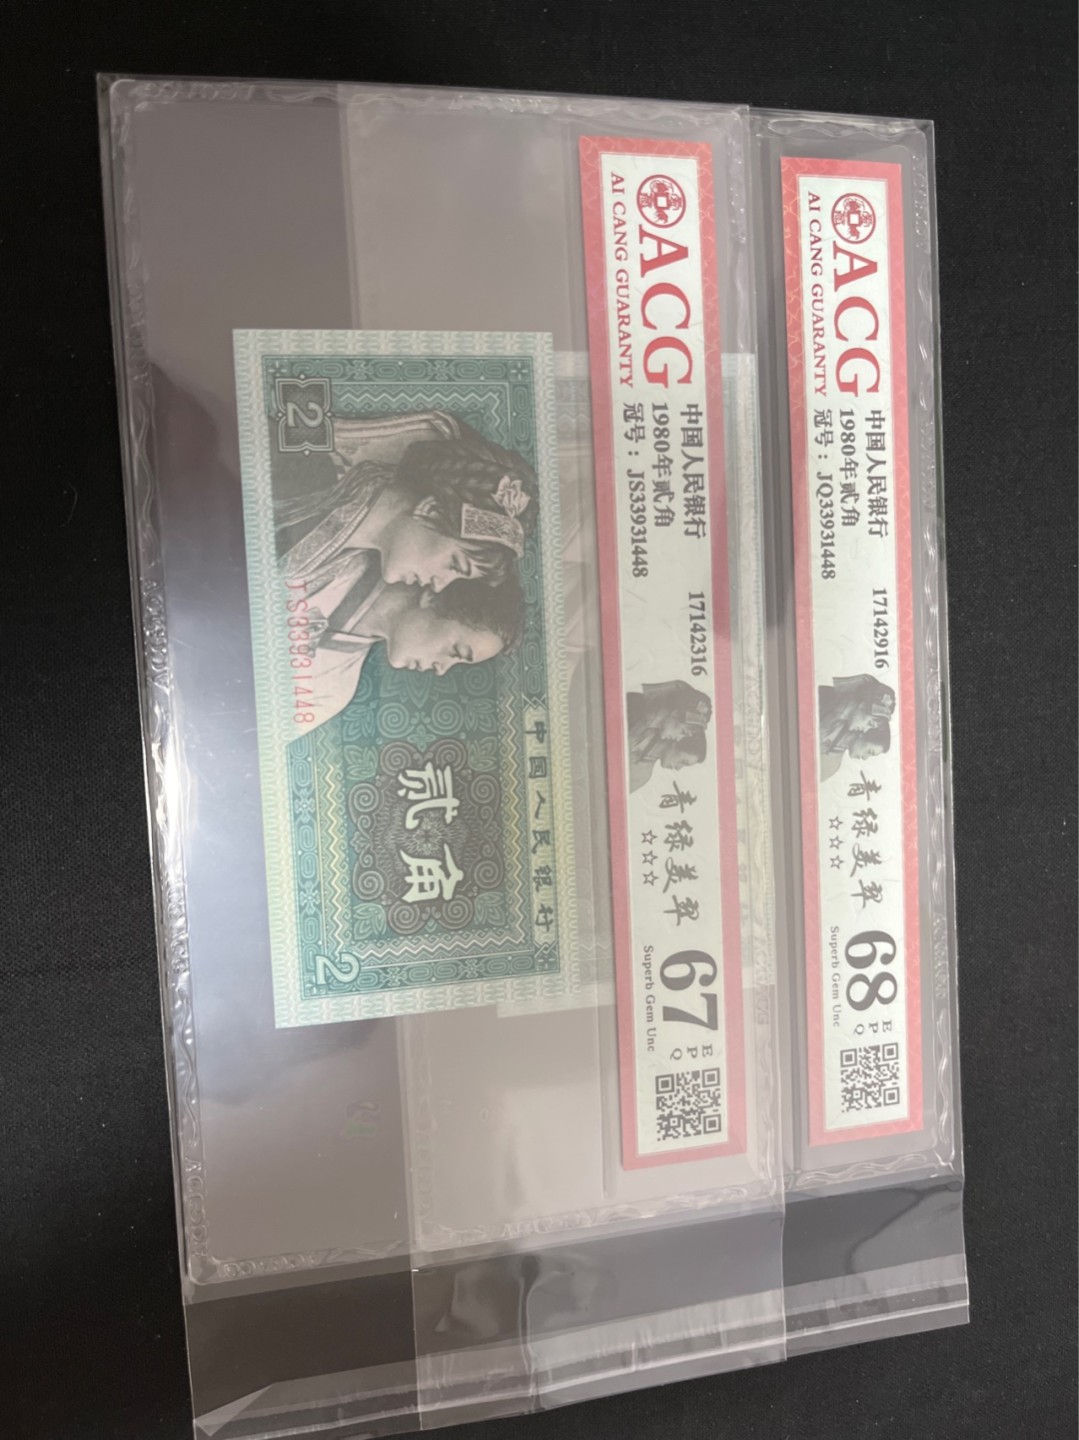 ACG
AI CANG GUARANTY
中国人民银行
1980年贰角
冠号：JQ33931448
17142916
青绿美翠
☆☆☆
68
EPQ
Superb Gem Unc
ACG
AI CANG GUARANTY
中国人民银行
1980年贰角
冠号：JS33931448
17142316
青绿美翠
☆☆☆
67
EPQ
Superb Gem Unc
中国人民银行
贰角
2
2
JS33931448